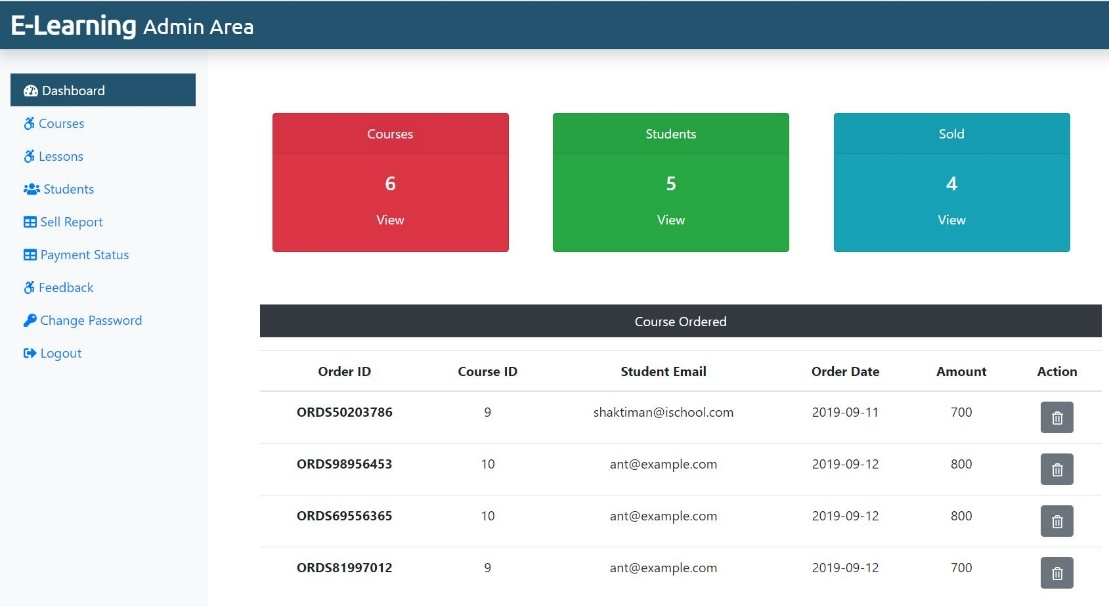 E-Learning Admin Area
Dashboard
Courses
Lessons
Students
Sell Report
Payment Status
Feedback
Change Password
Logout
Courses
6
View
Students
5
View
Sold
4
View
Course Ordered
Order ID Course ID Student Email Order Date Amount Action
ORDS50203786 9 shaktiman@ischool.com 2019-09-11 700
ORDS98956453 10 ant@example.com 2019-09-12 800
ORDS69556365 10 ant@example.com 2019-09-12 800
ORDS81997012 9 ant@example.com 2019-09-12 700